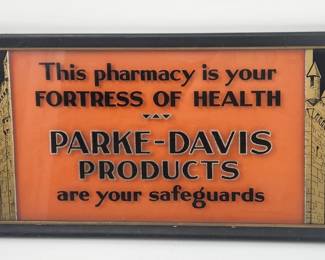 This pharmacy is your
FORTRESS OF HEALTH
PARKE-DAVIS
PRODUCTS
are your safeguards